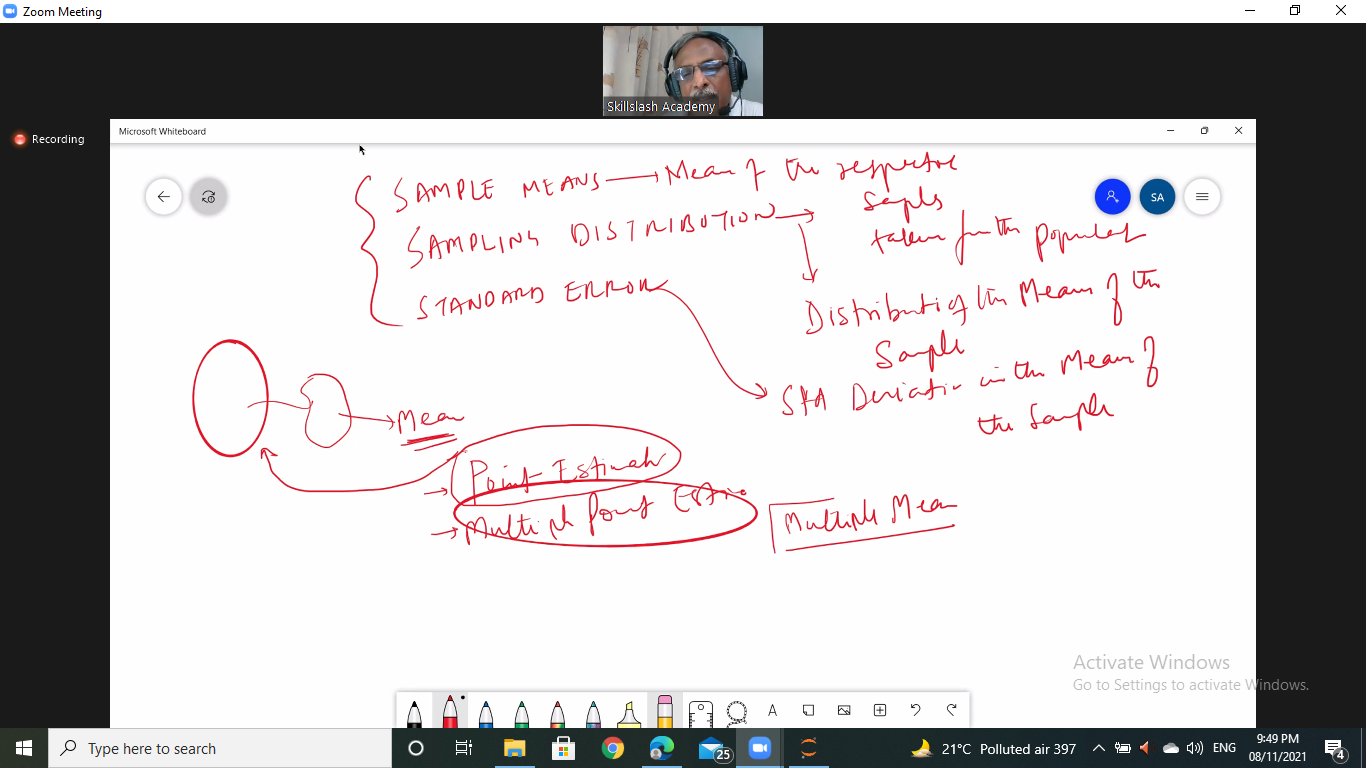 Zoom Meeting
Skillslash Academy
Recording
Microsoft Whiteboard
SA
SAMPLE MEANS → Mean of the respective
Samples
taken from the Populat
SAMPLING DISTRIBUTION →
Distributi of the Means of the
Sample
STANDARD ERROR
Std Deviation in the Mean of
the Sample
Mean
→ Point Estimate
→ Multiple Point
Multiple Mean
A
Activate Windows
Go to Settings to activate Windows.
Type here to search
25
21°C Polluted air 397
ENG
9:49 PM
08/11/2021
4